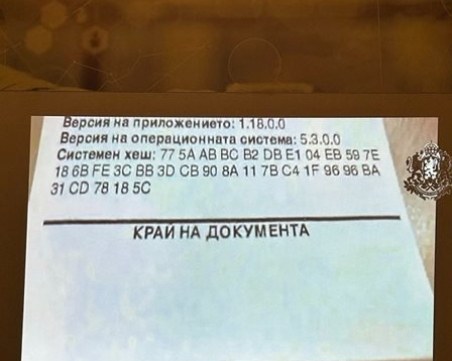 Версия на приложението: 1.18.0.0
Версия на операционната система: 5.3.0.0
Системен хеш: 77 5A AB BC B2 DB E1 04 EB 59 7E
18 6B FE 3C BB 3D CB 90 8A 11 7B C4 1F 96 96 BA
31 CD 78 18 5C
КРАЙ НА ДОКУМЕНТА